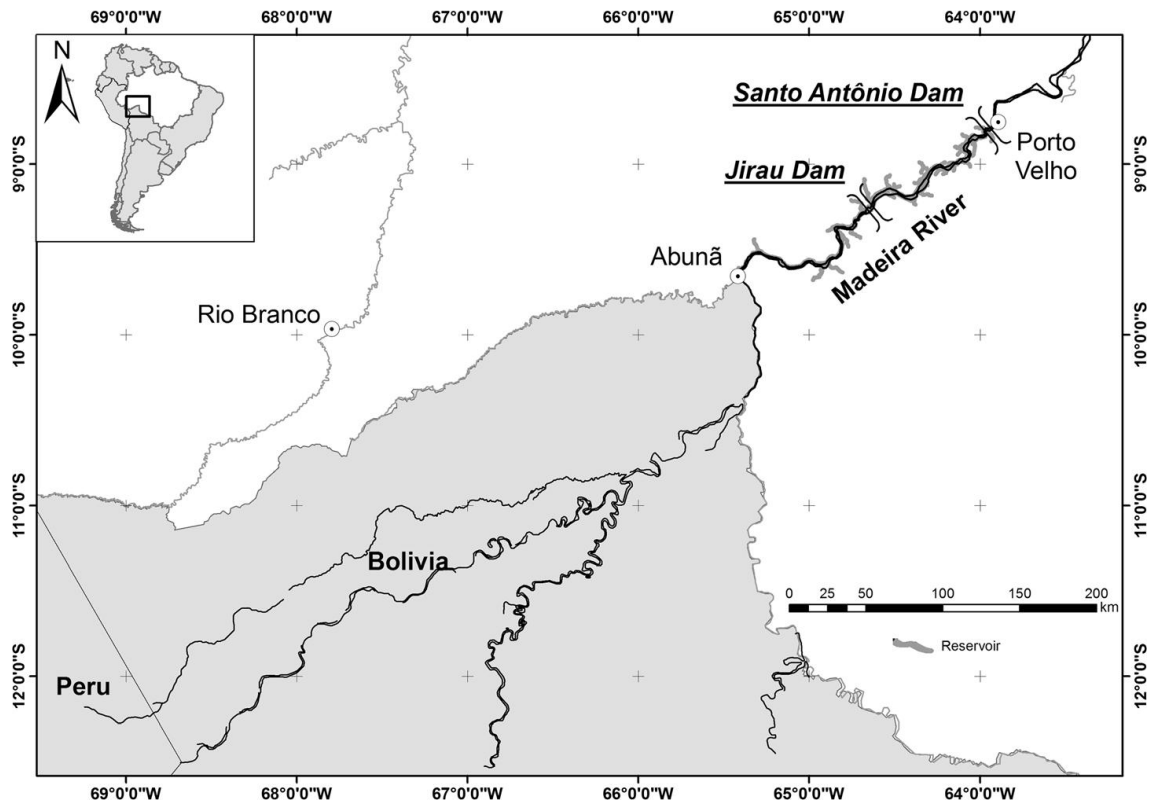 69°0'0"W
68°0'0"W
67°0'0"W
66°0'0"W
65°0'0"W
64°0'0"W
N
Santo Antônio Dam
Porto
Velho
9°0'0"S
9°0'0"S
Jirau Dam
Madeira River
Abunã
Rio Branco
10°0'0"S
10°0'0"S
11°0'0"S
11°0'0"S
Bolivia
0 25 50 100 150 200
km
Reservoir
Peru
12°0'0"S
12°0'0"S
69°0'0"W
68°0'0"W
67°0'0"W
66°0'0"W
65°0'0"W
64°0'0"W